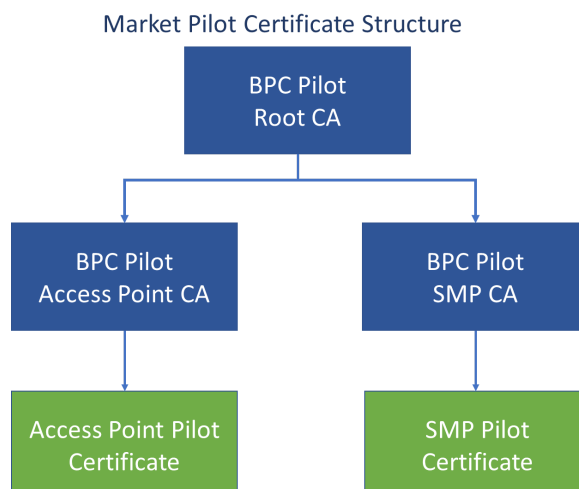 Market Pilot Certificate Structure
BPC Pilot
Root CA
BPC Pilot
Access Point CA
BPC Pilot
SMP CA
Access Point Pilot
Certificate
SMP Pilot
Certificate